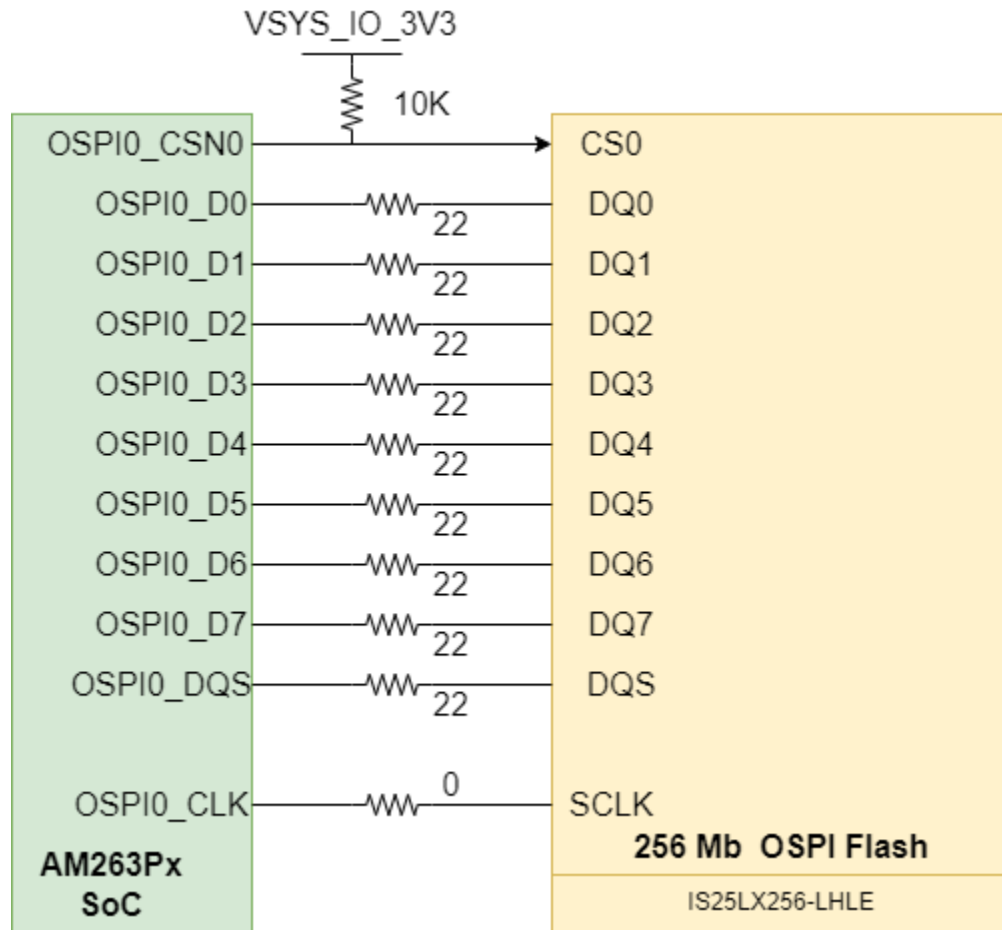 VSYS_IO_3V3
10K
OSPI0_CSN0 CS0
OSPI0_D0 22 DQ0
OSPI0_D1 22 DQ1
OSPI0_D2 22 DQ2
OSPI0_D3 22 DQ3
OSPI0_D4 22 DQ4
OSPI0_D5 22 DQ5
OSPI0_D6 22 DQ6
OSPI0_D7 22 DQ7
OSPI0_DQS 22 DQS
OSPI0_CLK 0 SCLK
AM263Px
SoC
256 Mb OSPI Flash
IS25LX256-LHLE